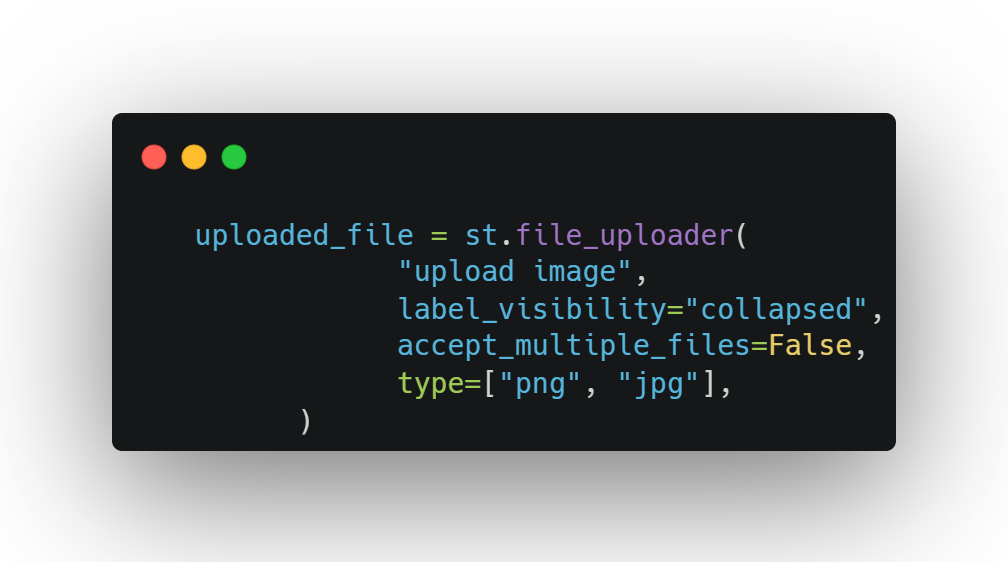 uploaded_file = st.file_uploader(
            "upload image",
            label_visibility="collapsed",
            accept_multiple_files=False,
            type=["png", "jpg"],
      )